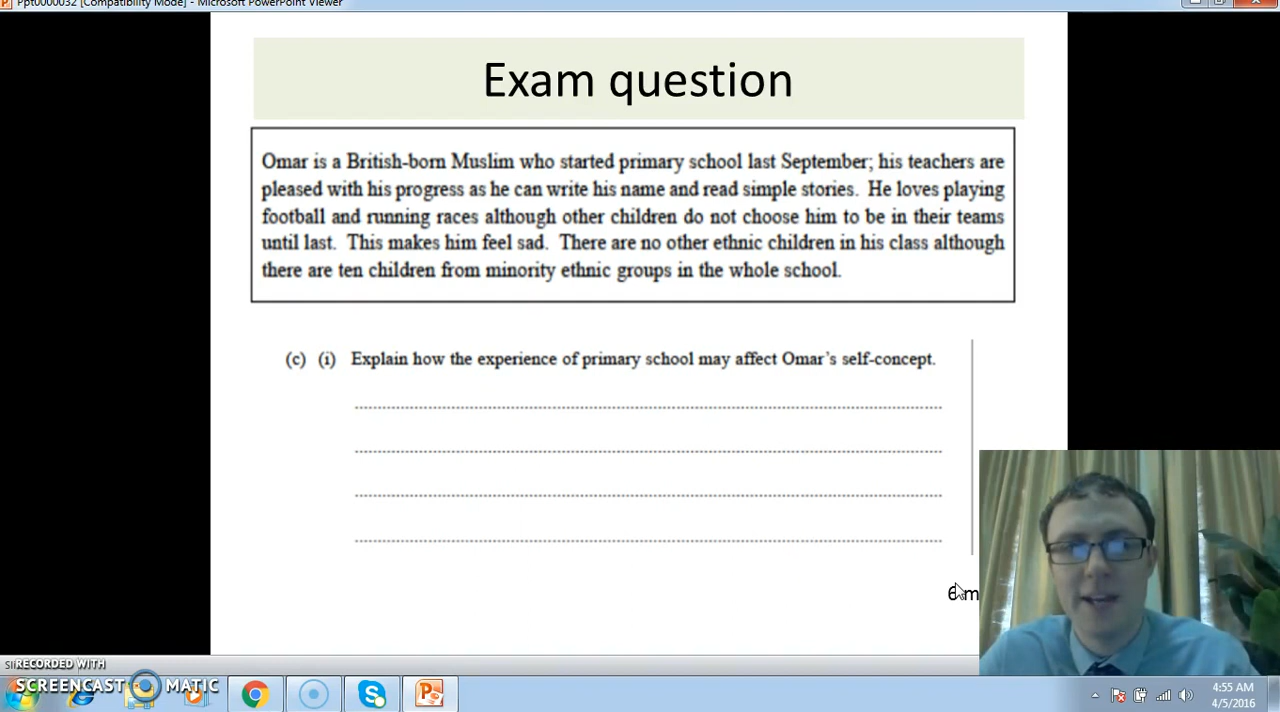 Ppt0000032 [Compatibility Mode] - Microsoft PowerPoint Viewer
Exam question
Omar is a British-born Muslim who started primary school last September; his teachers are
pleased with his progress as he can write his name and read simple stories. He loves playing
football and running races although other children do not choose him to be in their teams
until last. This makes him feel sad. There are no other ethnic children in his class although
there are ten children from minority ethnic groups in the whole school.
(c) (i) Explain how the experience of primary school may affect Omar's self-concept.
RECORDED WITH
SCREENCAST MATIC
4:55 AM
4/5/2016